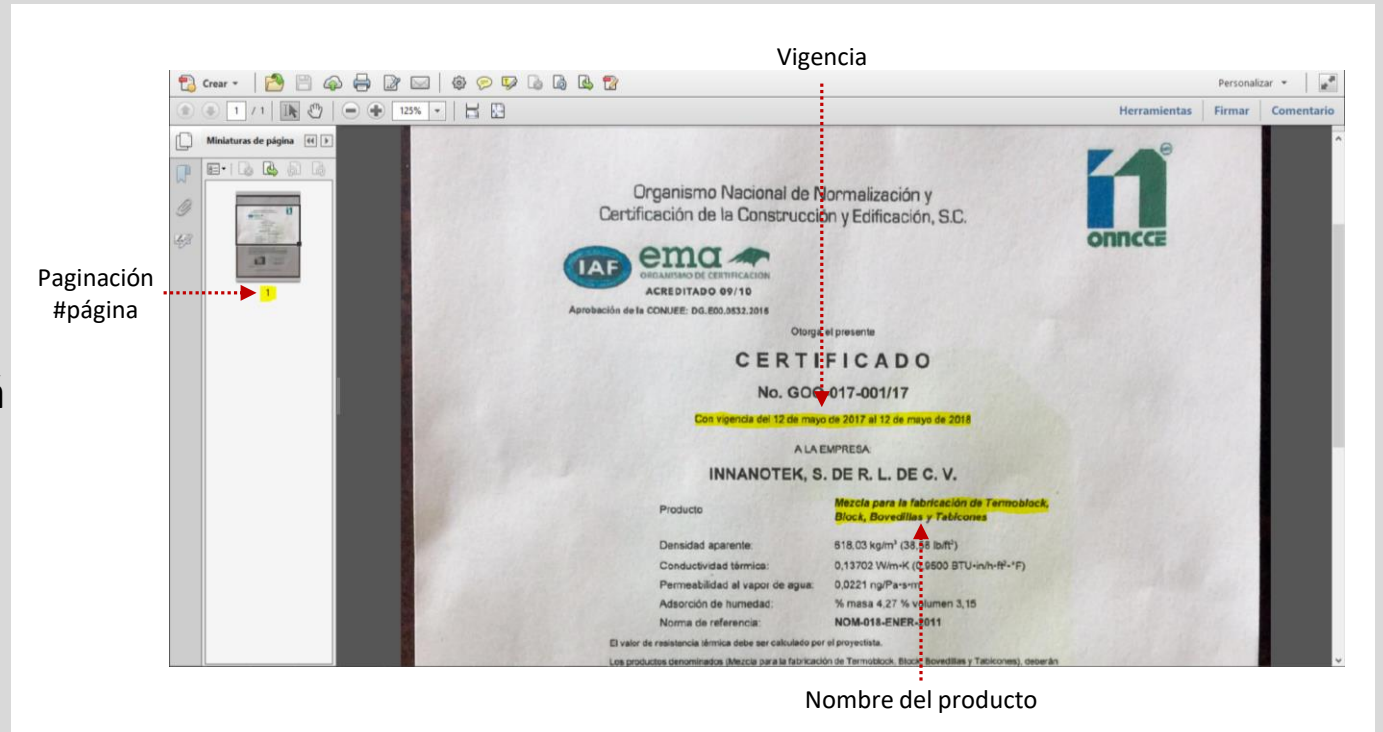 Vigencia
Crear
Personalizar
1 / 1
125%
Herramientas
Firmar
Comentario
Miniaturas de página
1
Paginación
#página
Organismo Nacional de Normalización y
Certificación de la Construcción y Edificación, S.C.
onncce
IAF
ema
ORGANISMO DE CERTIFICACIÓN
ACREDITADO 09/10
Aprobación de la CONUEE: DG.E00.0532.2016
Otorga el presente
CERTIFICADO
No. GOC-017-001/17
Con vigencia del 12 de mayo de 2017 al 12 de mayo de 2018
A LA EMPRESA:
INNANOTEK, S. DE R. L. DE C. V.
Producto
Mezcla para la fabricación de Termoblock,
Block, Bovedillas y Tabicones
Densidad aparente:
618,03 kg/m³ (38,58 lb/ft³)
Conductividad térmica:
0,13702 W/m•K (0,9500 BTU•in/h•ft²•°F)
Permeabilidad al vapor de agua:
0,0221 ng/Pa•s•m
Adsorción de humedad:
% masa 4,27 % volumen 3,15
Norma de referencia:
NOM-018-ENER-2011
El valor de resistencia térmica debe ser calculado por el proyectista.
Los productos denominados (Mezcla para la fabricación de Termoblock, Block, Bovedillas y Tabicones), deberán
Nombre del producto